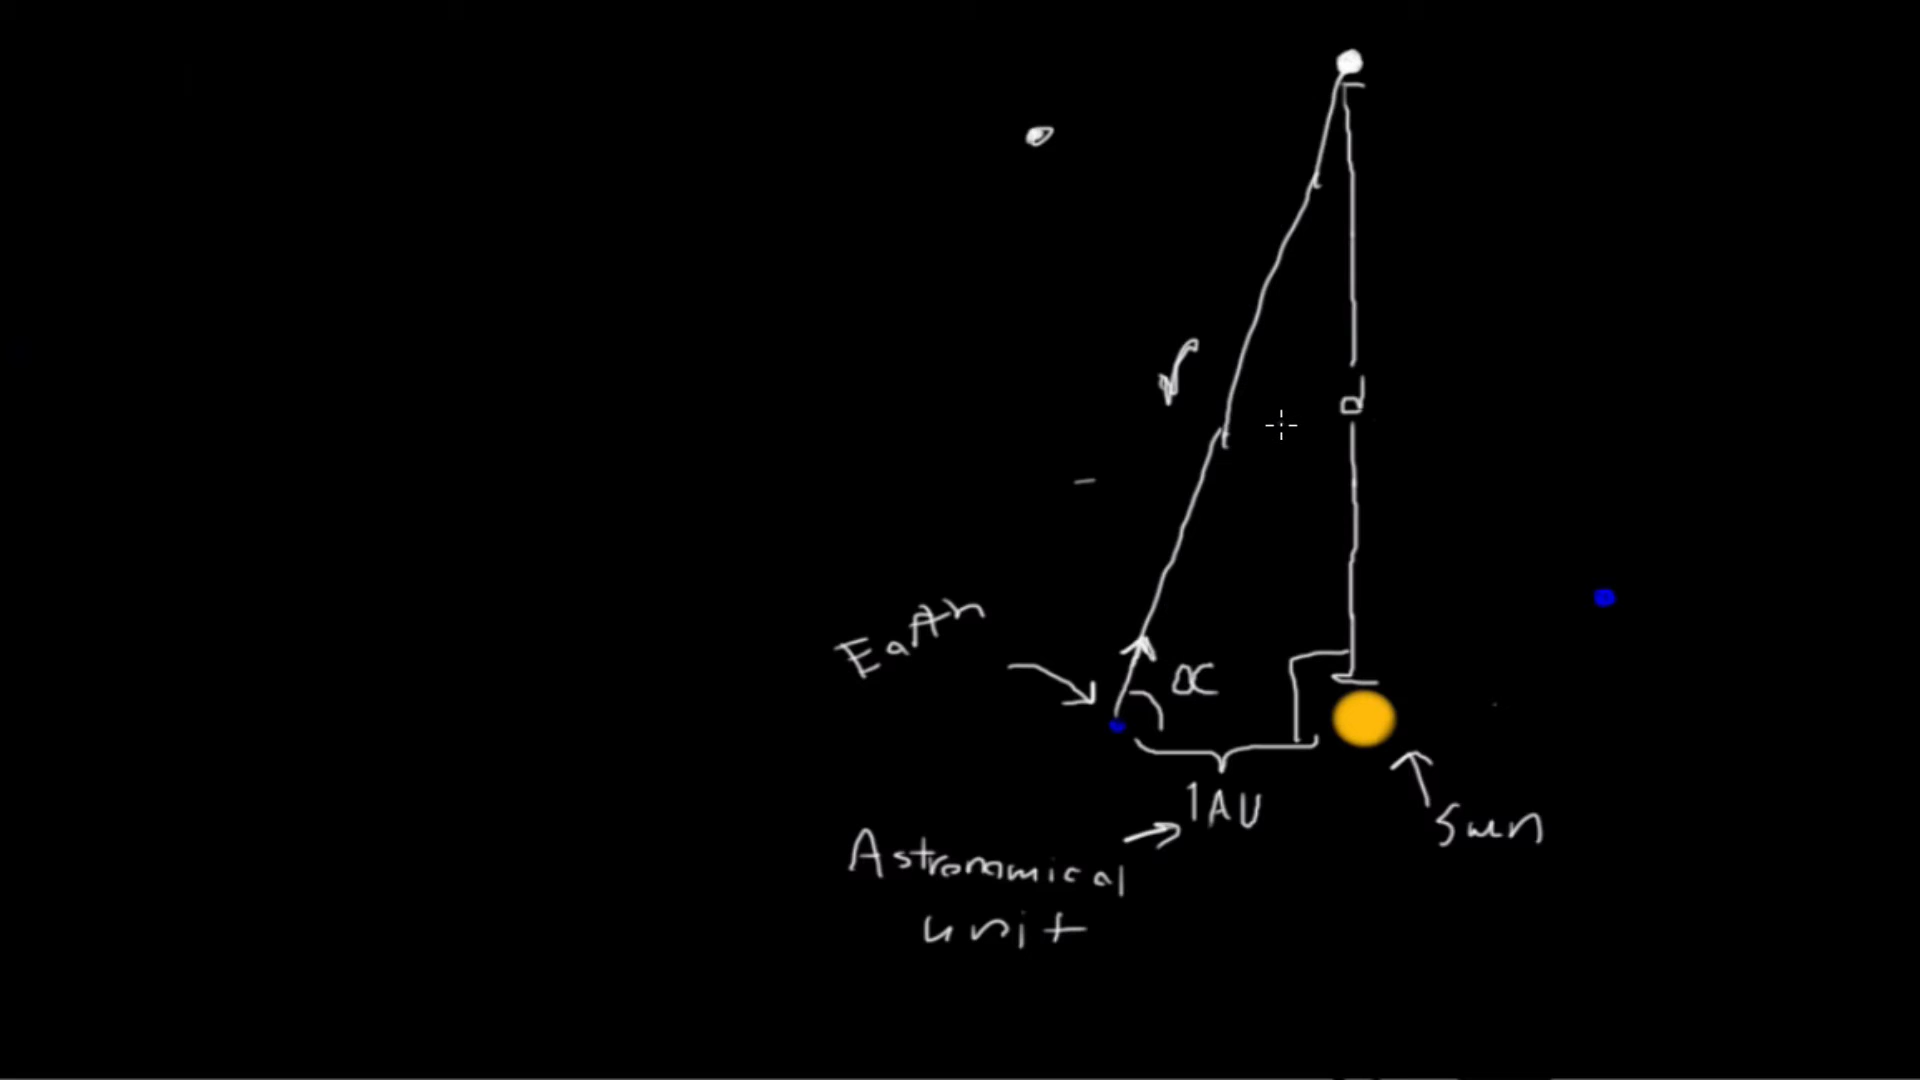 r
d
Earth
α
1AU
Sun
Astronomical
unit